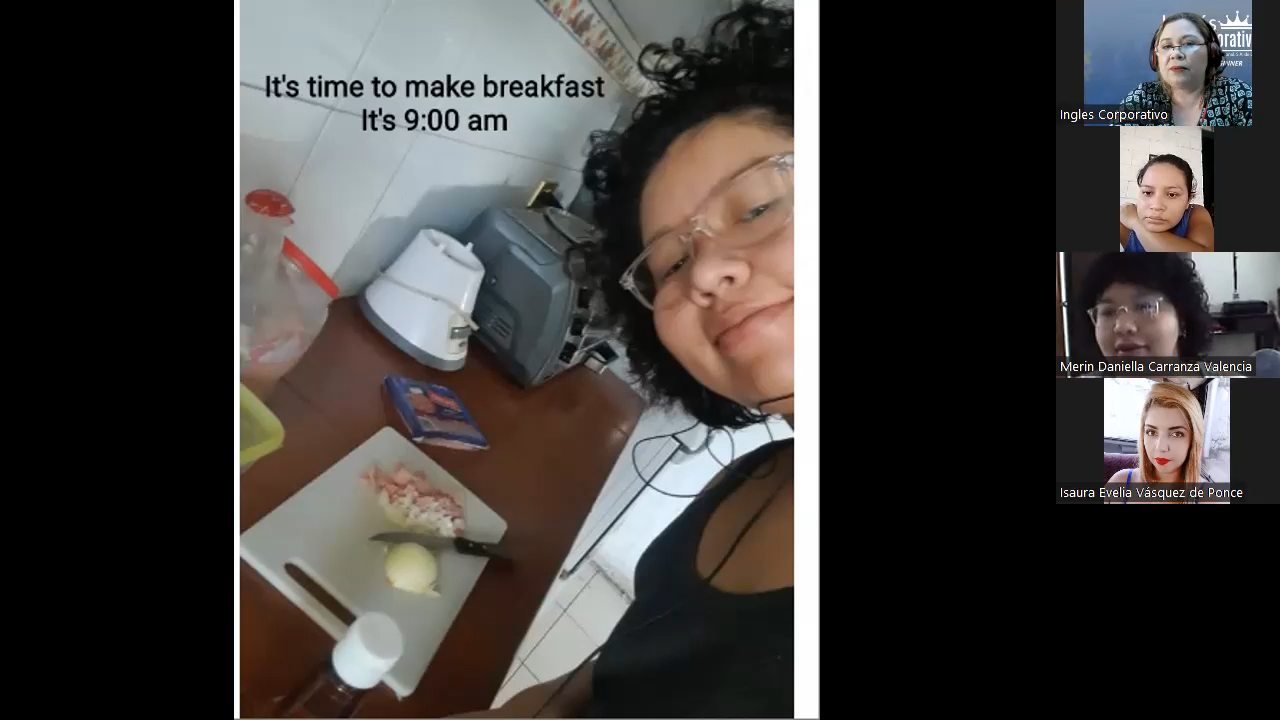 It's time to make breakfast
It's 9:00 am
Ingles Corporativo
Merin Daniella Carranza Valencia
Isaura Evelia Vásquez de Ponce